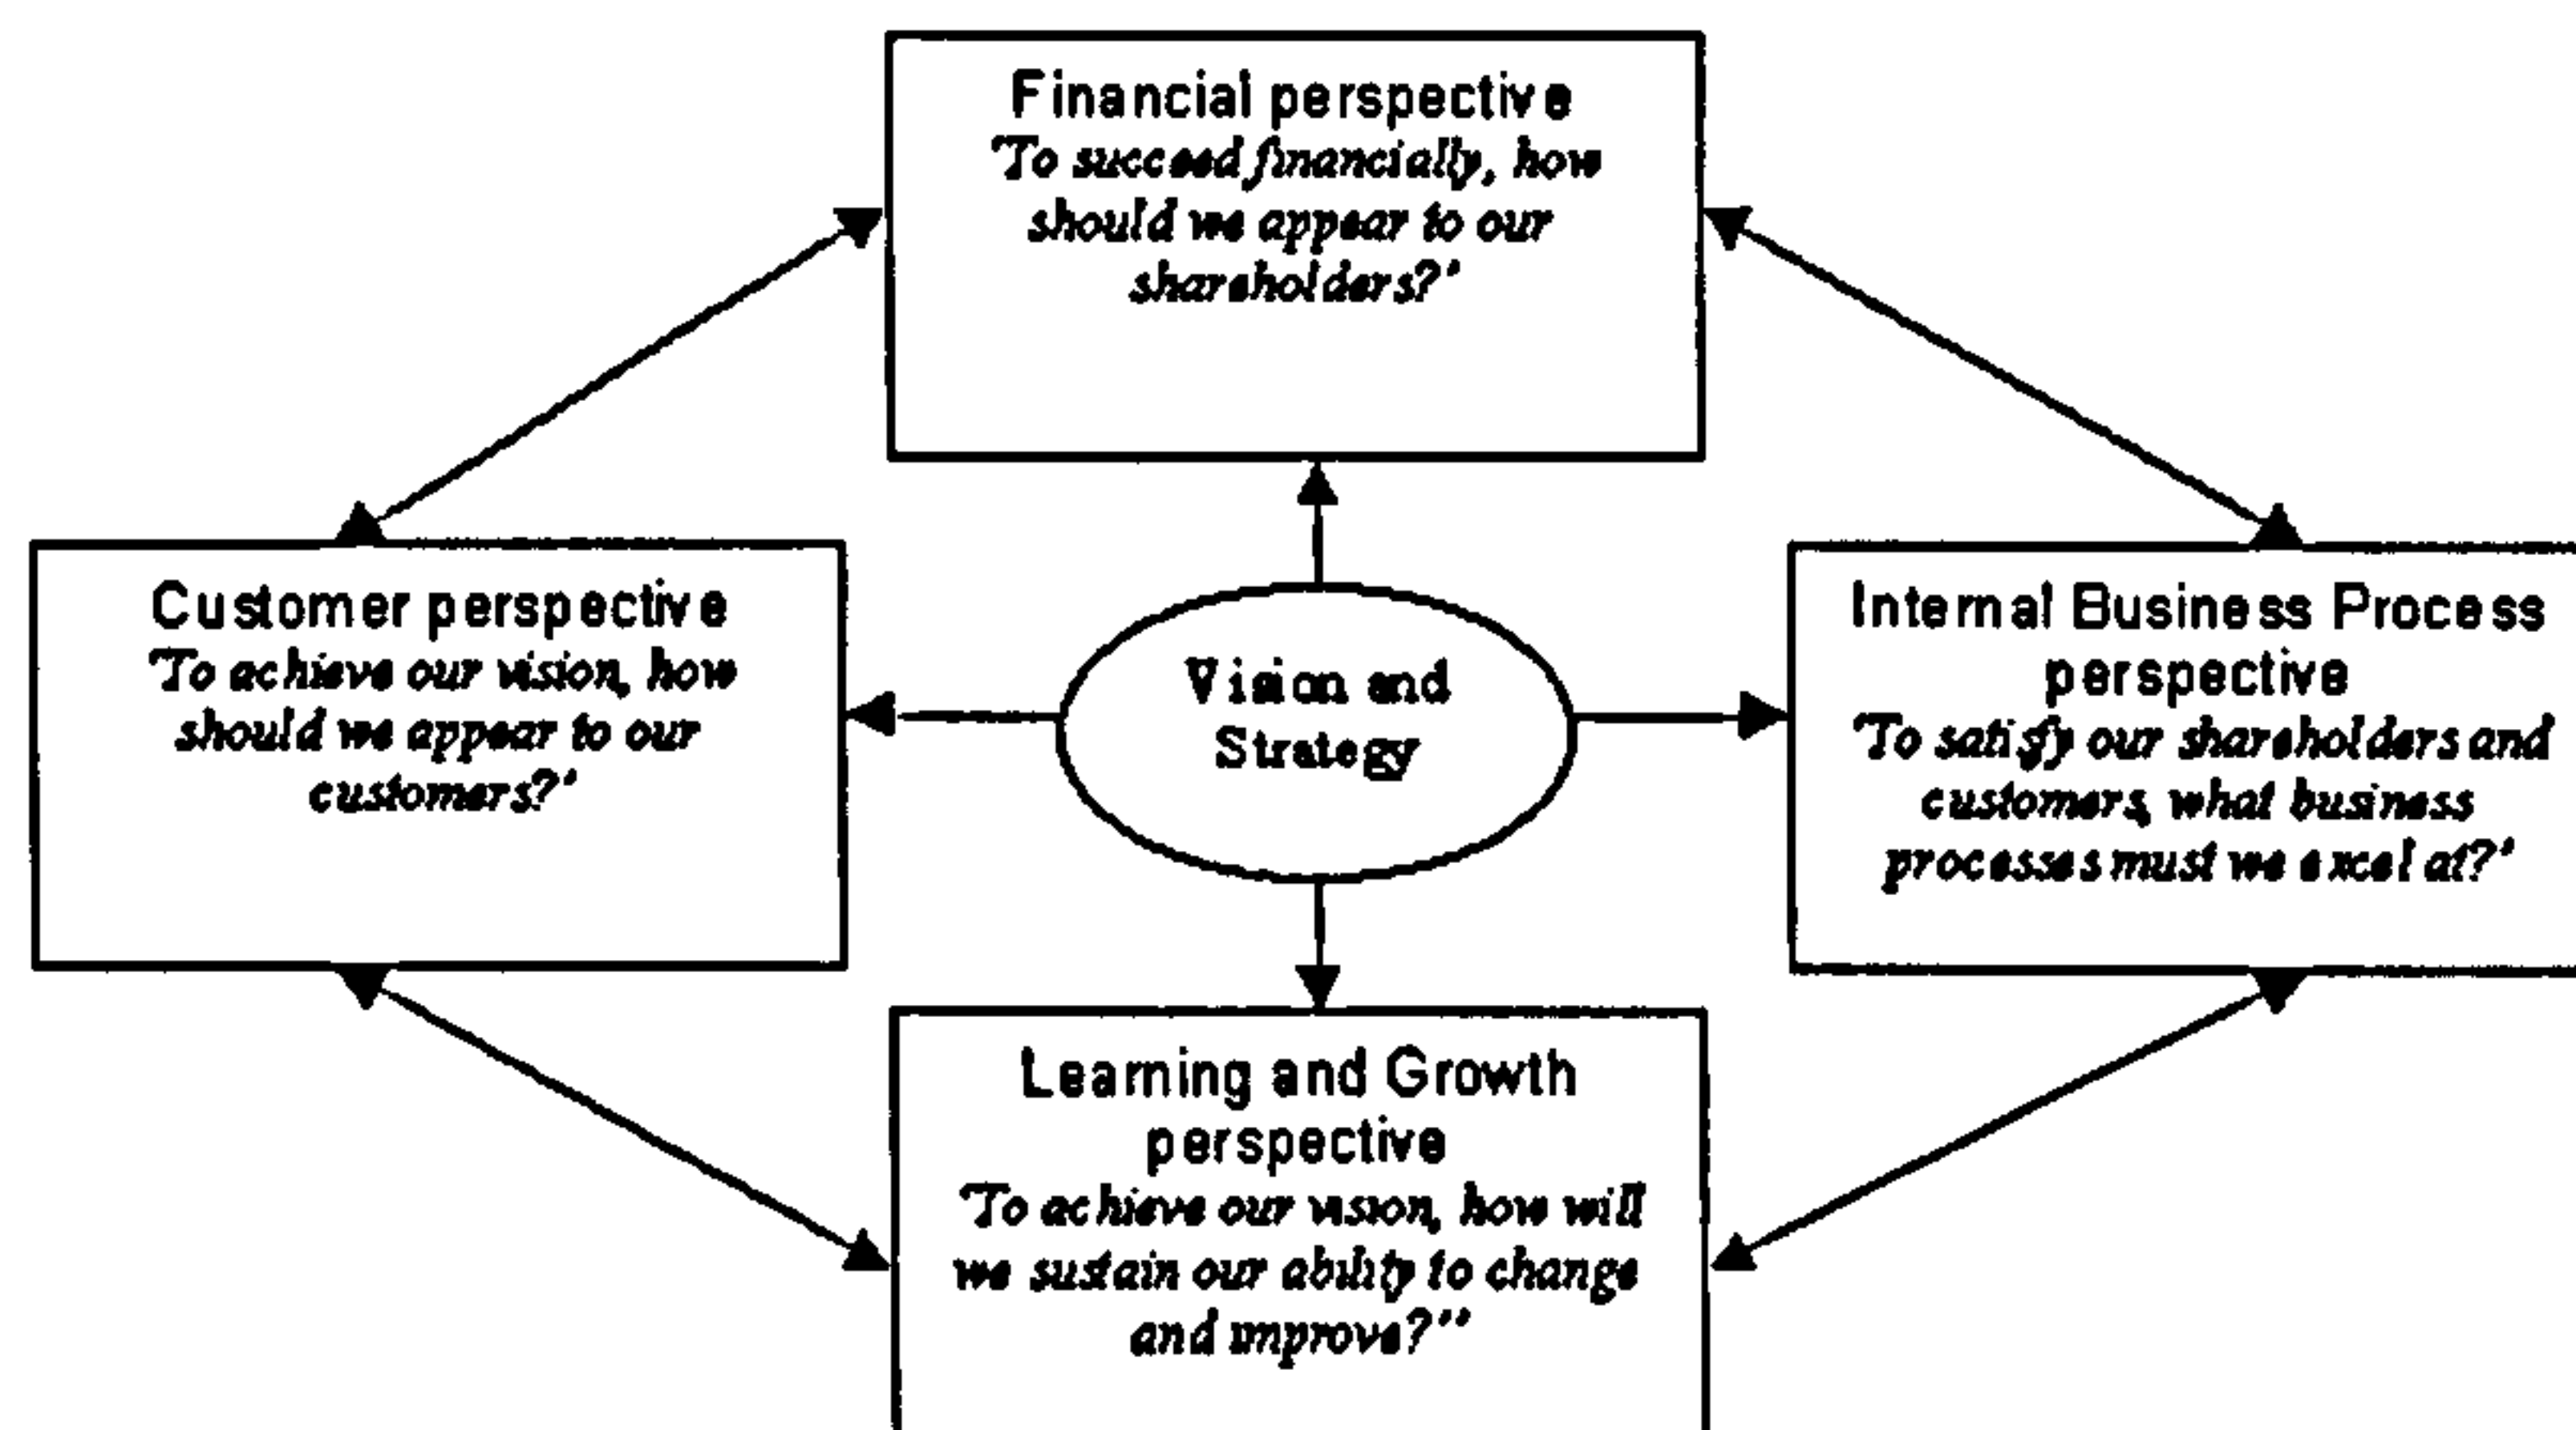 Financial perspective
'To succeed financially, how
should we appear to our
shareholders?'
Customer perspective
'To achieve our vision, how
should we appear to our
customers?'
Vision and
Strategy
Internal Business Process
perspective
'To satisfy our shareholders and
customers, what business
processes must we excel at?'
Learning and Growth
perspective
'To achieve our vision, how will
we sustain our ability to change
and improve?''